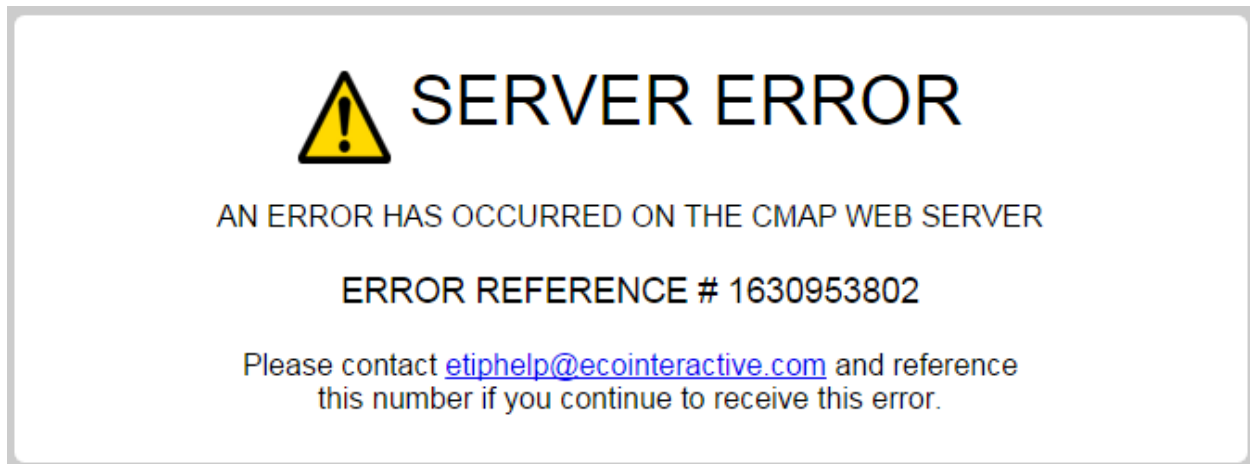 SERVER ERROR
AN ERROR HAS OCCURRED ON THE CMAP WEB SERVER
ERROR REFERENCE # 1630953802
Please contact etiphelp@ecointeractive.com and reference
this number if you continue to receive this error.